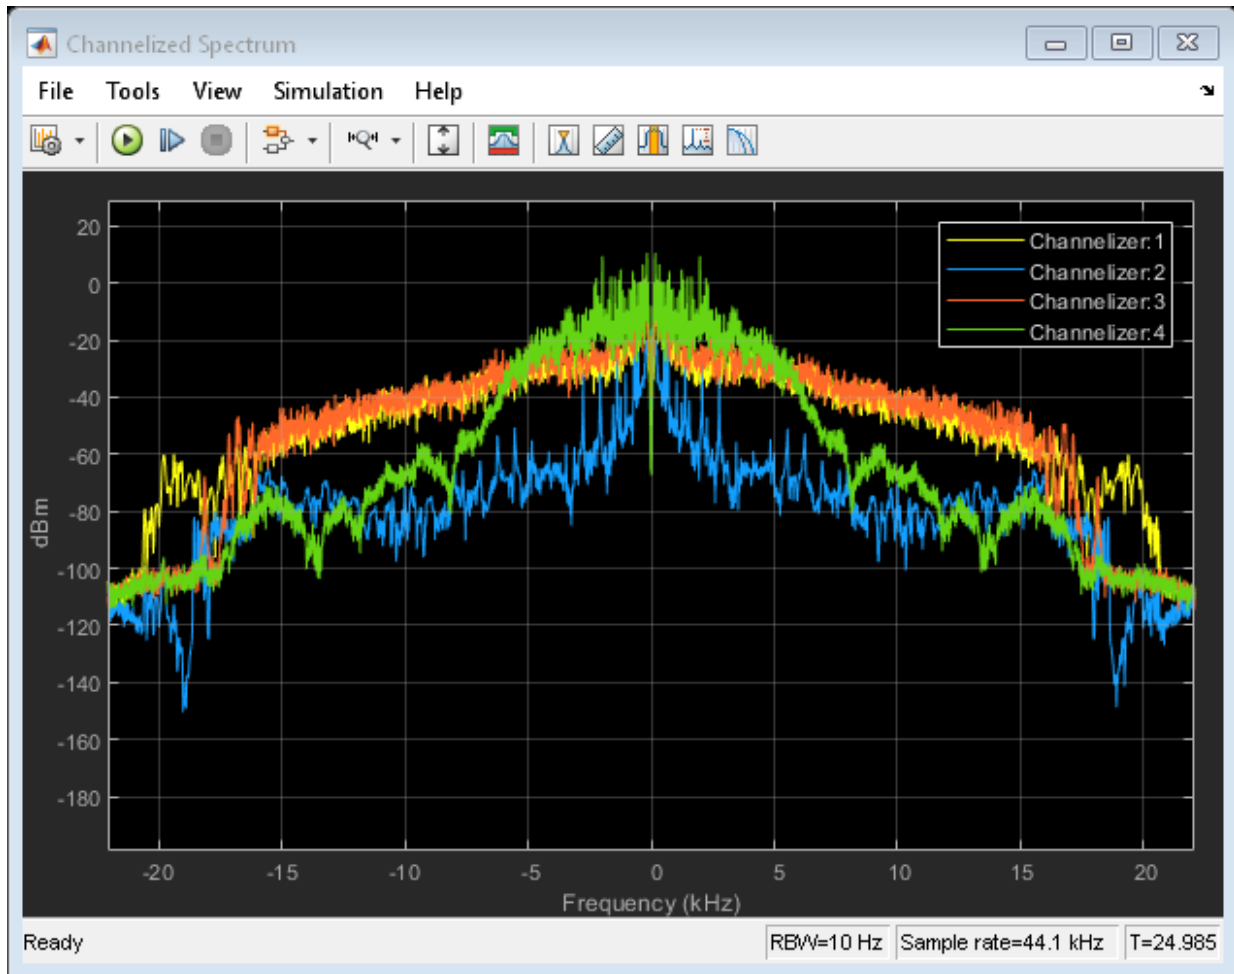 Channelized Spectrum
File Tools View Simulation Help
20
0
-20
-40
-60
-80
-100
-120
-140
-160
-180
dBm
Channelizer:1
Channelizer:2
Channelizer:3
Channelizer:4
-20 -15 -10 -5 0 5 10 15 20
Frequency (kHz)
Ready RBW=10 Hz Sample rate=44.1 kHz T=24.985